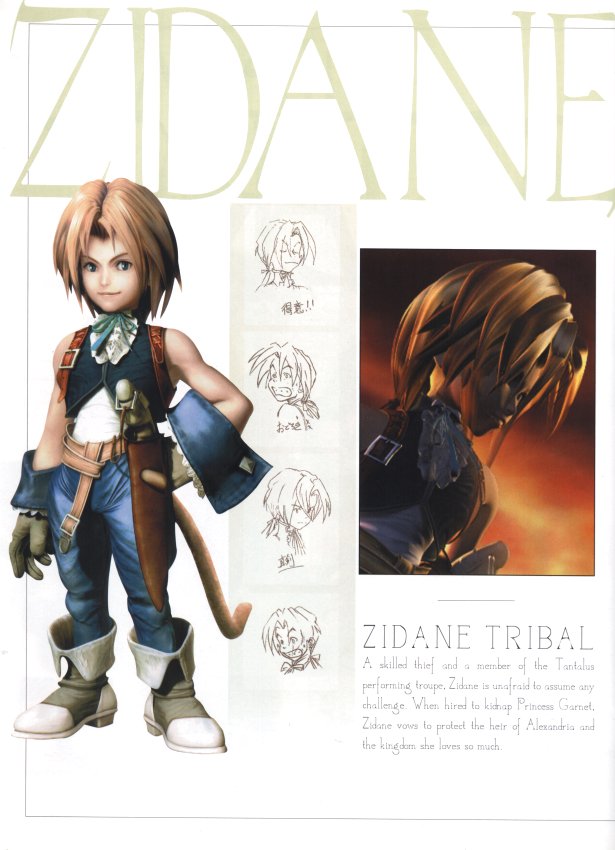 ZIDANE
得意!!
ZIDANE TRIBAL
A skilled thief and a member of the Tantalus
performing troupe, Zidane is unafraid to assume any
challenge. When hired to kidnap Princess Garnet,
Zidane vows to protect the heir of Alexandria and
the kingdom she loves so much.